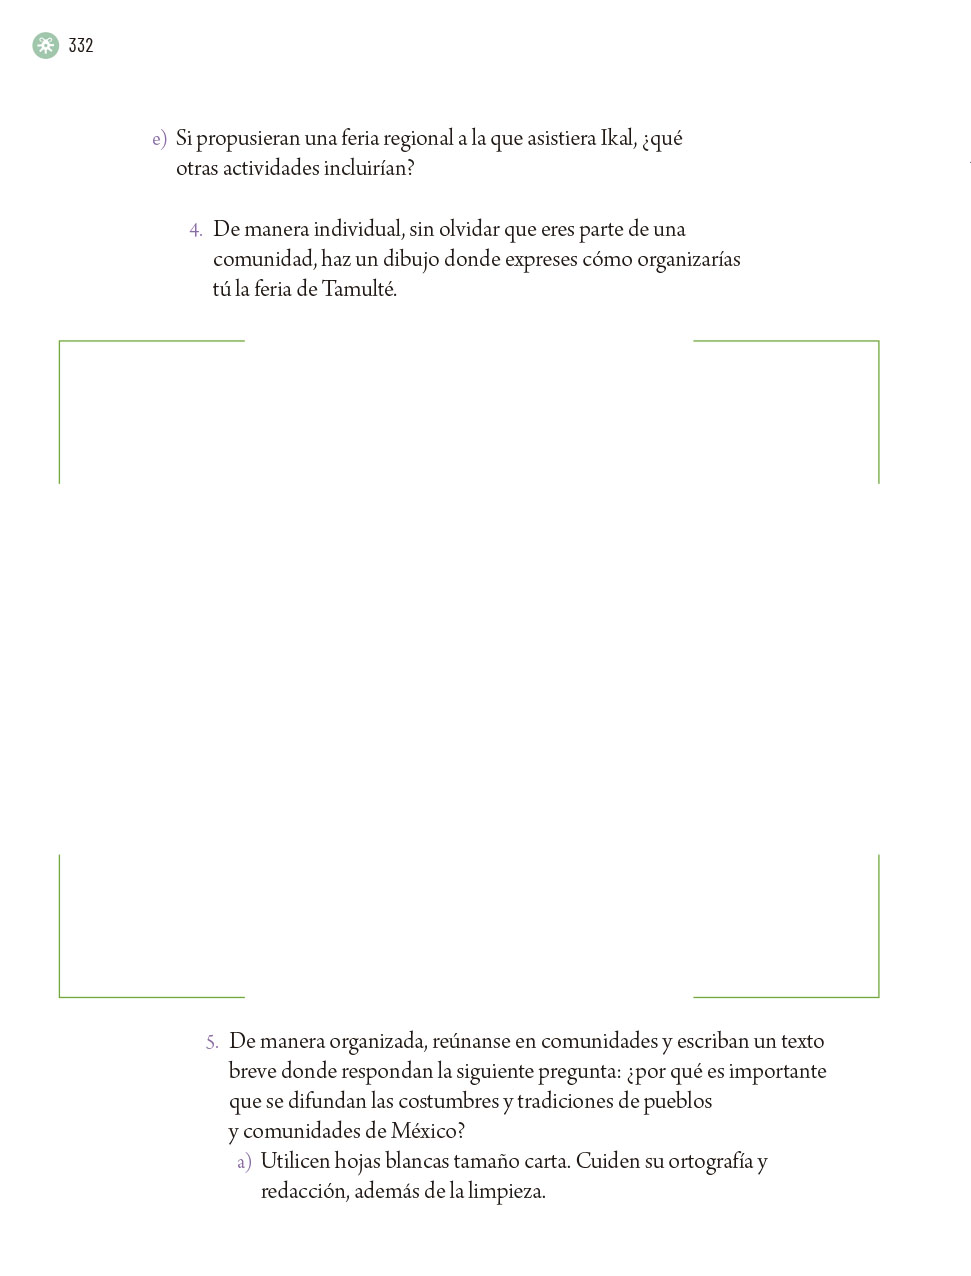 332
e) Si propusieran una feria regional a la que asistiera Ikal, ¿qué
otras actividades incluirían?
4. De manera individual, sin olvidar que eres parte de una
comunidad, haz un dibujo donde expreses cómo organizarías
tú la feria de Tamulté.
5. De manera organizada, reúnanse en comunidades y escriban un texto
breve donde respondan la siguiente pregunta: ¿por qué es importante
que se difundan las costumbres y tradiciones de pueblos
y comunidades de México?
a) Utilicen hojas blancas tamaño carta. Cuiden su ortografía y
redacción, además de la limpieza.